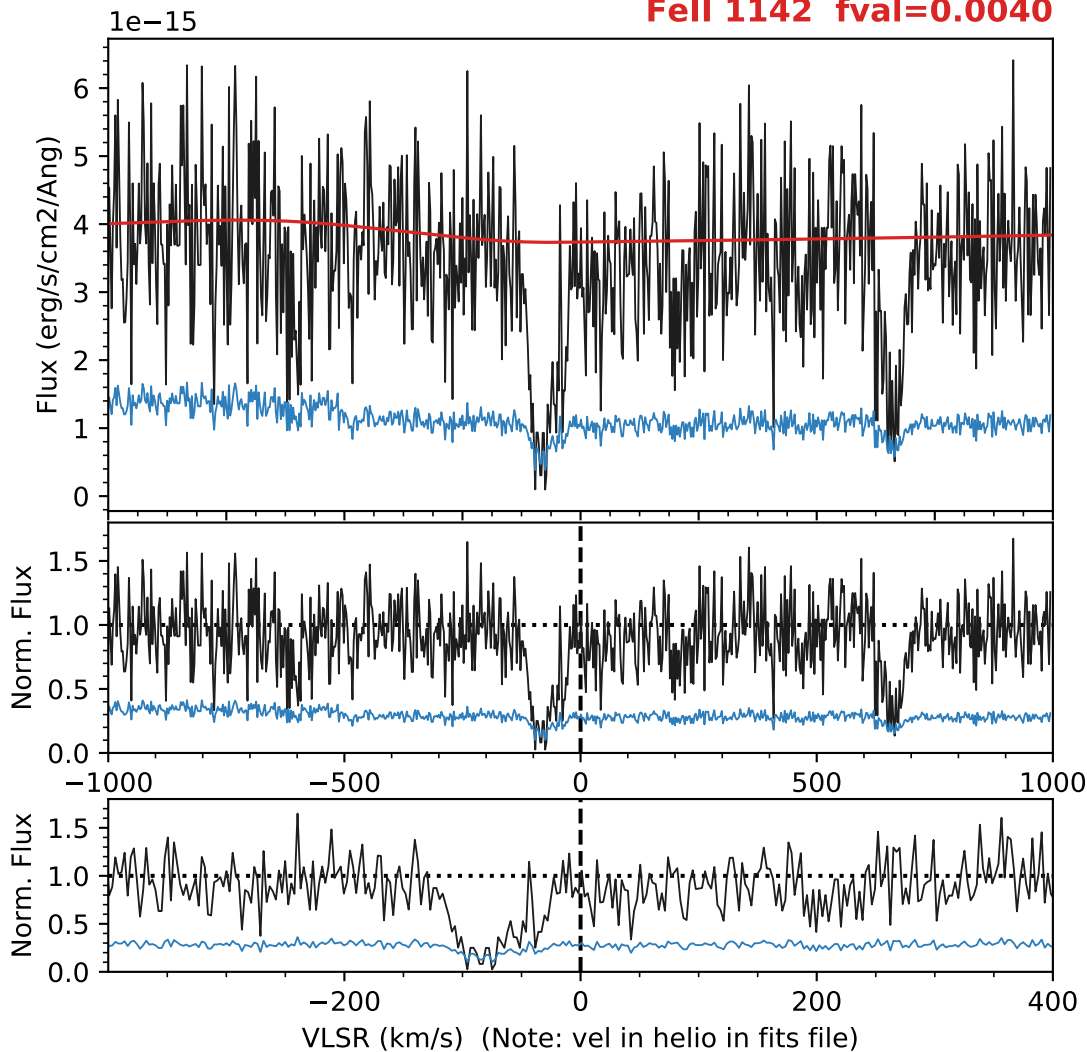 FeII 1142  fval=0.0040
1e−15
6
5
4
3
2
1
0
Flux (erg/s/cm2/Ang)
1.5
1.0
0.5
0.0
Norm. Flux
−1000 −500 0 500 1000
1.5
1.0
0.5
0.0
Norm. Flux
−200 0 200 400
VLSR (km/s)  (Note: vel in helio in fits file)